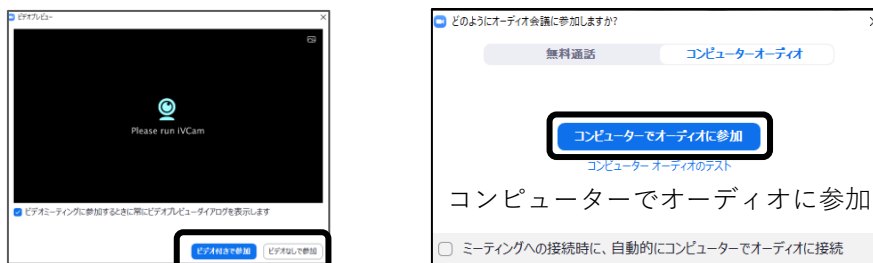 ビデオプレビュー
Please run iVCam
ビデオミーティングに参加するときに常にビデオプレビューダイアログを表示します
ビデオ付きで参加
ビデオなしで参加
どのようにオーディオ会議に参加しますか?
無料通話
コンピューターオーディオ
コンピューターでオーディオに参加
コンピューター オーディオのテスト
コンピューターでオーディオに参加
ミーティングへの接続時に、自動的にコンピューターでオーディオに接続